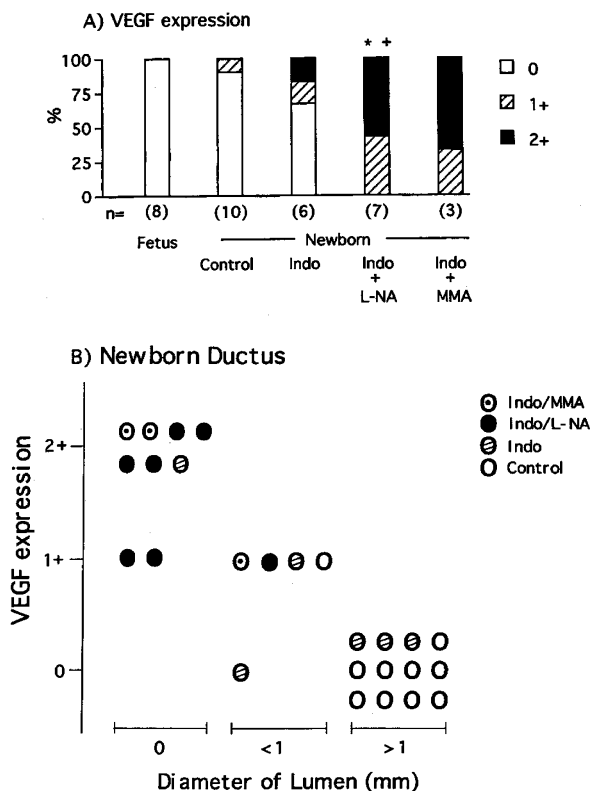 A) VEGF expression
* +
100
75
50
25
0
%
0
1+
2+
n= (8) (10) (6) (7) (3)
Fetus Newborn
Control Indo Indo + L-NA Indo + MMA
B) Newborn Ductus
Indo/MMA
Indo/L-NA
Indo
Control
VEGF expression
2+
1+
0
0 <1 >1
Diameter of Lumen (mm)